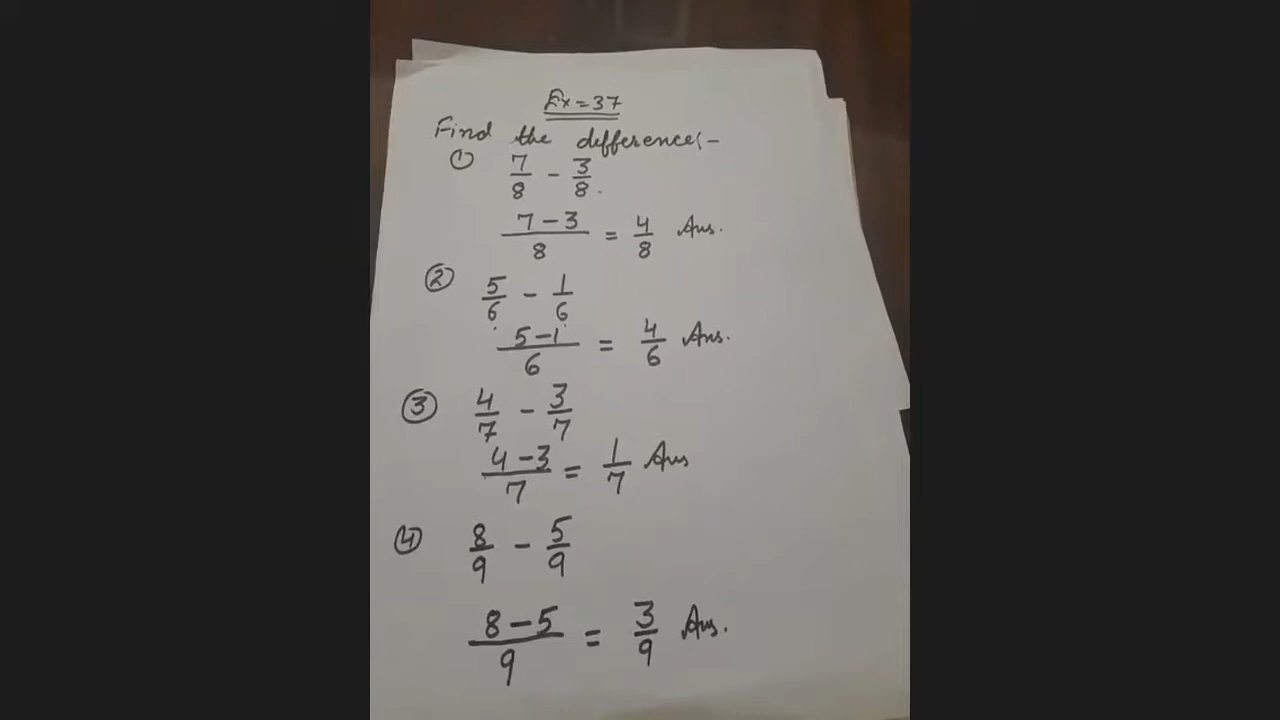 Ex = 37
Find the difference:-
① 7/8 - 3/8.
7-3/8 = 4/8 Ans.
② 5/6 - 1/6
5-1/6 = 4/6 Ans.
③ 4/7 - 3/7
4-3/7 = 1/7 Ans
④ 8/9 - 5/9
8-5/9 = 3/9 Ans.